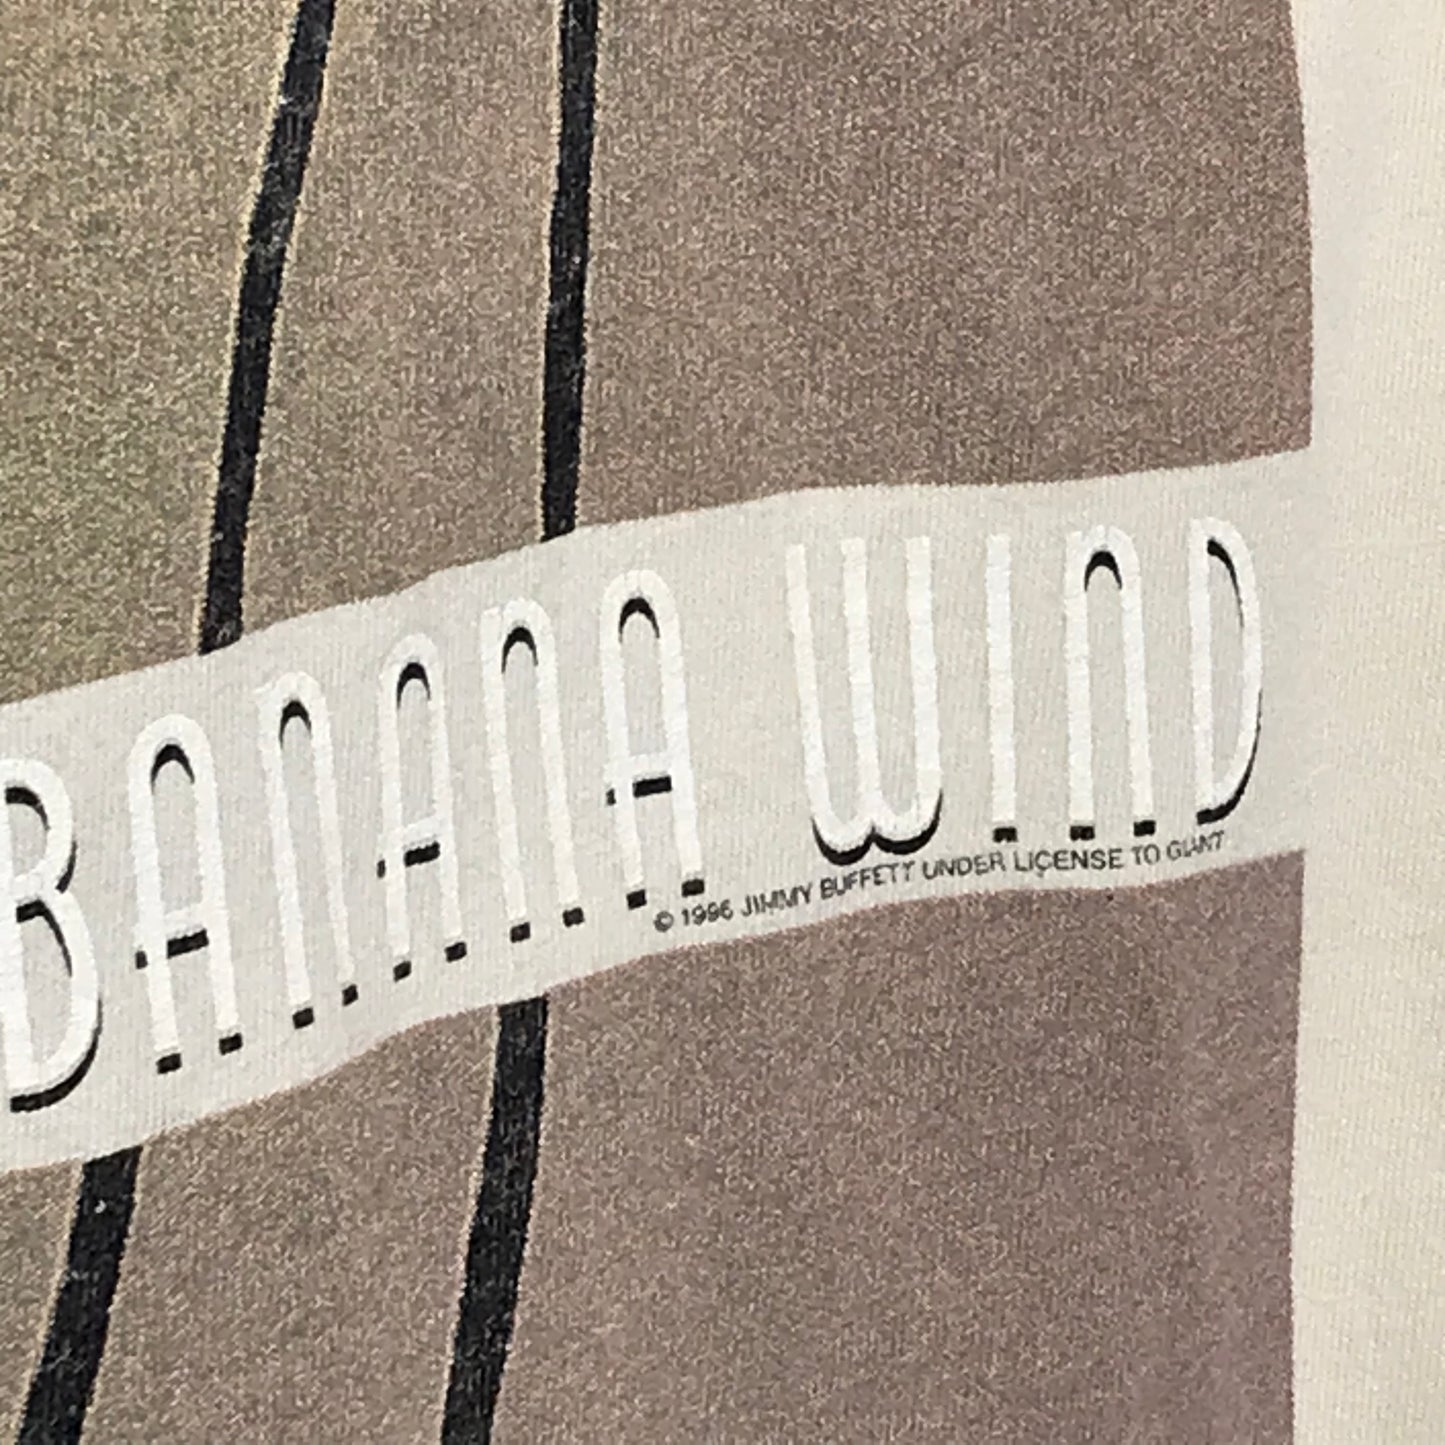 BANANA WIND
© 1996 JIMMY BUFFETT UNDER LICENSE TO GIANT